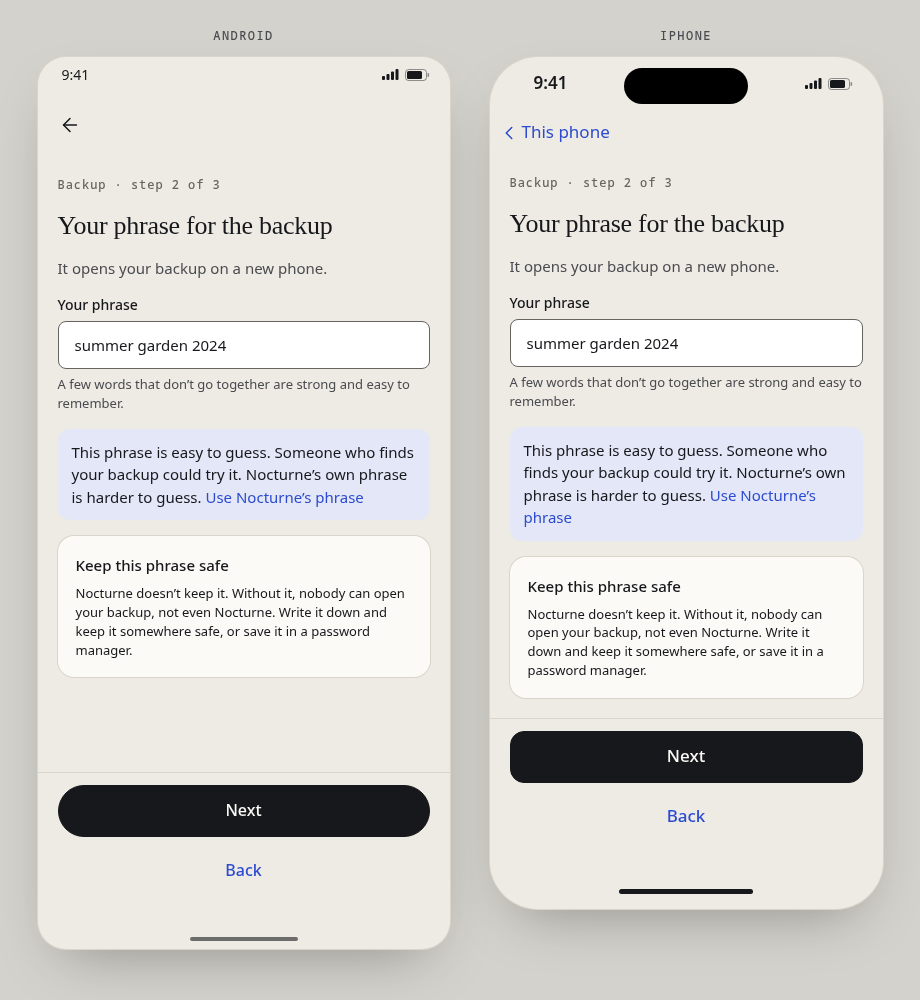 ANDROID
9:41
Backup · step 2 of 3
Your phrase for the backup
It opens your backup on a new phone.
Your phrase
summer garden 2024
A few words that don’t go together are strong and easy to
remember.
This phrase is easy to guess. Someone who finds
your backup could try it. Nocturne’s own phrase
is harder to guess. Use Nocturne’s phrase
Keep this phrase safe
Nocturne doesn’t keep it. Without it, nobody can open
your backup, not even Nocturne. Write it down and
keep it somewhere safe, or save it in a password
manager.
Next
Back
IPHONE
9:41
This phone
Backup · step 2 of 3
Your phrase for the backup
It opens your backup on a new phone.
Your phrase
summer garden 2024
A few words that don’t go together are strong and easy to
remember.
This phrase is easy to guess. Someone who
finds your backup could try it. Nocturne’s own
phrase is harder to guess. Use Nocturne’s
phrase
Keep this phrase safe
Nocturne doesn’t keep it. Without it, nobody can
open your backup, not even Nocturne. Write it
down and keep it somewhere safe, or save it in a
password manager.
Next
Back